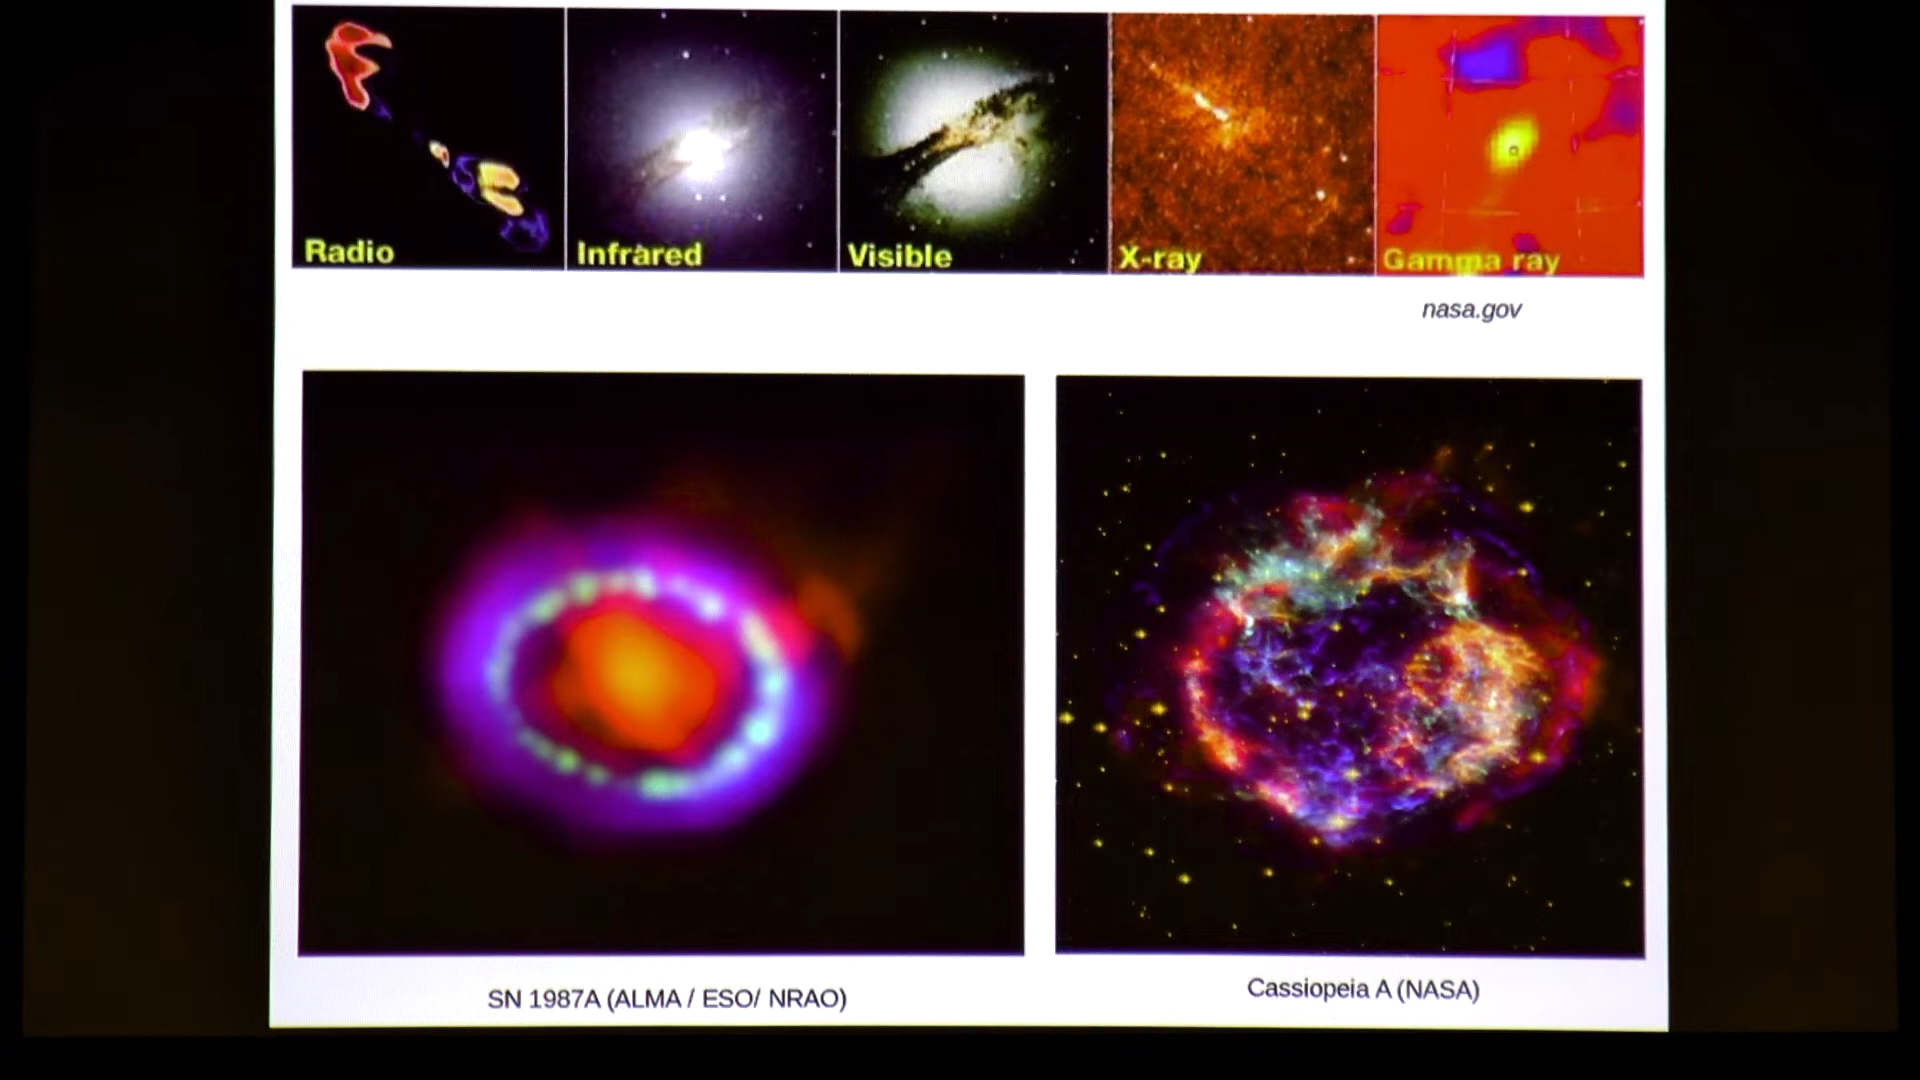 Radio
Infrared
Visible
X-ray
Gamma ray
nasa.gov
SN 1987A (ALMA / ESO/ NRAO)
Cassiopeia A (NASA)